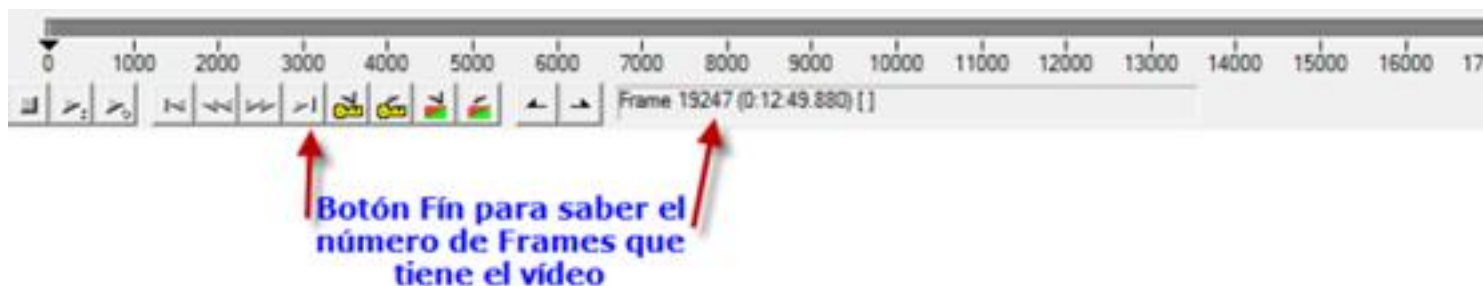 0 1000 2000 3000 4000 5000 6000 7000 8000 9000 10000 11000 12000 13000 14000 15000 16000 17
Frame 19247 (0:12:49.880) [ ]
Botón Fín para saber el
número de Frames que
tiene el vídeo